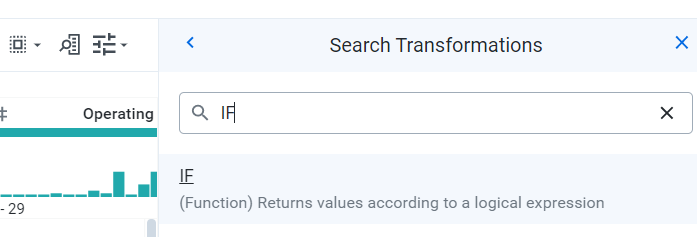 Search Transformations
IF
# Operating
IF
(Function) Returns values according to a logical expression
- 29